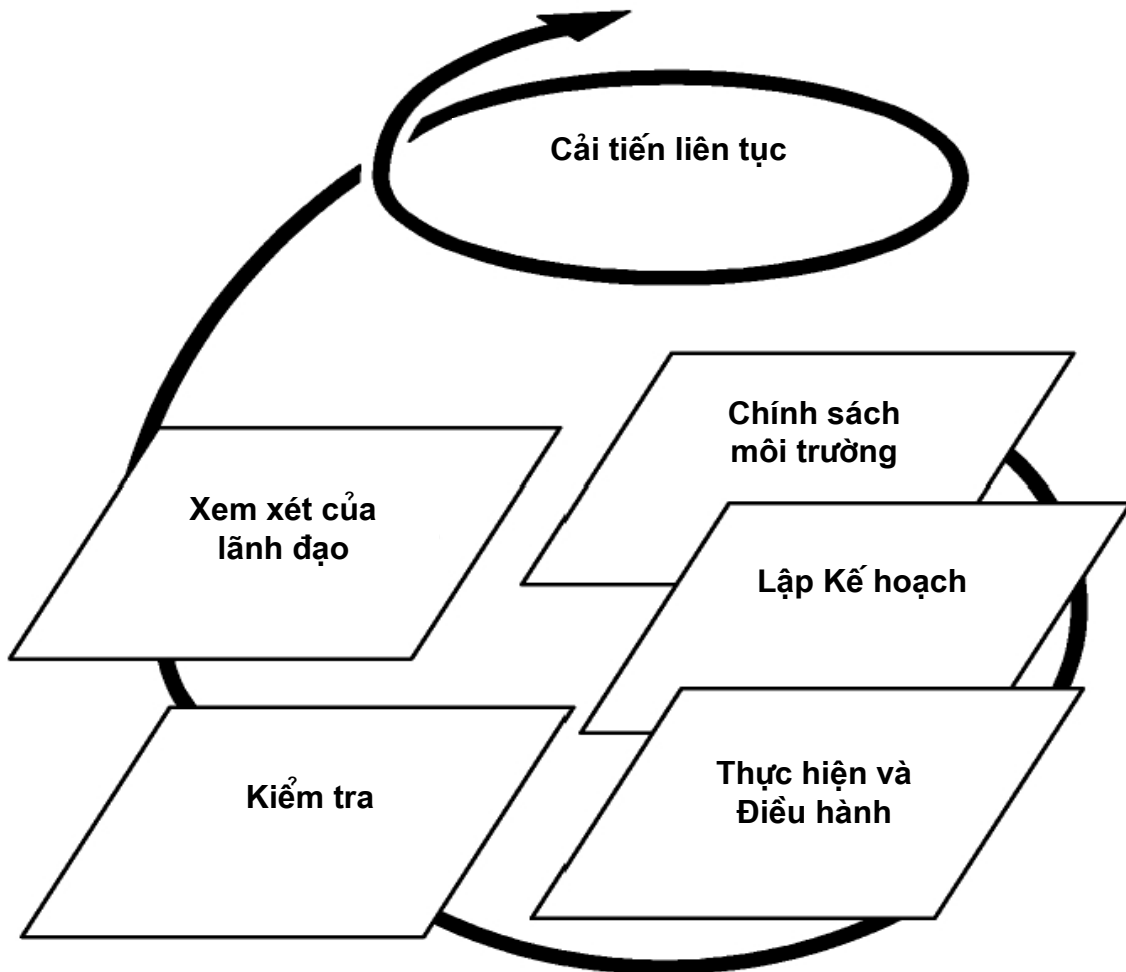 Cải tiến liên tục
Chính sách
môi trường
Xem xét của
lãnh đạo
Lập Kế hoạch
Thực hiện và
Điều hành
Kiểm tra